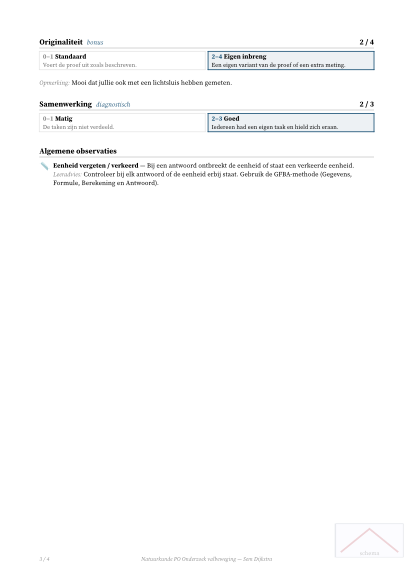 Originaliteit bonus 2 / 4
0–1 Standaard 2–4 Eigen inbreng
Voert de proef uit zoals beschreven. Een eigen variant van de proef of een extra meting.
Opmerking: Mooi dat jullie ook met een lichtsluis hebben gemeten.
Samenwerking diagnostisch 2 / 3
0–1 Matig 2–3 Goed
De taken zijn niet verdeeld. Iedereen had een eigen taak en hield zich eraan.
Algemene observaties
Eenheid vergeten / verkeerd — Bij een antwoord ontbreekt de eenheid of staat een verkeerde eenheid.
Leeradvies: Controleer bij elk antwoord of de eenheid erbij staat. Gebruik de GFBA-methode (Gegevens,
Formule, Berekening en Antwoord).
3 / 4 Natuurkunde PO Onderzoek valbeweging — Sem Dijkstra